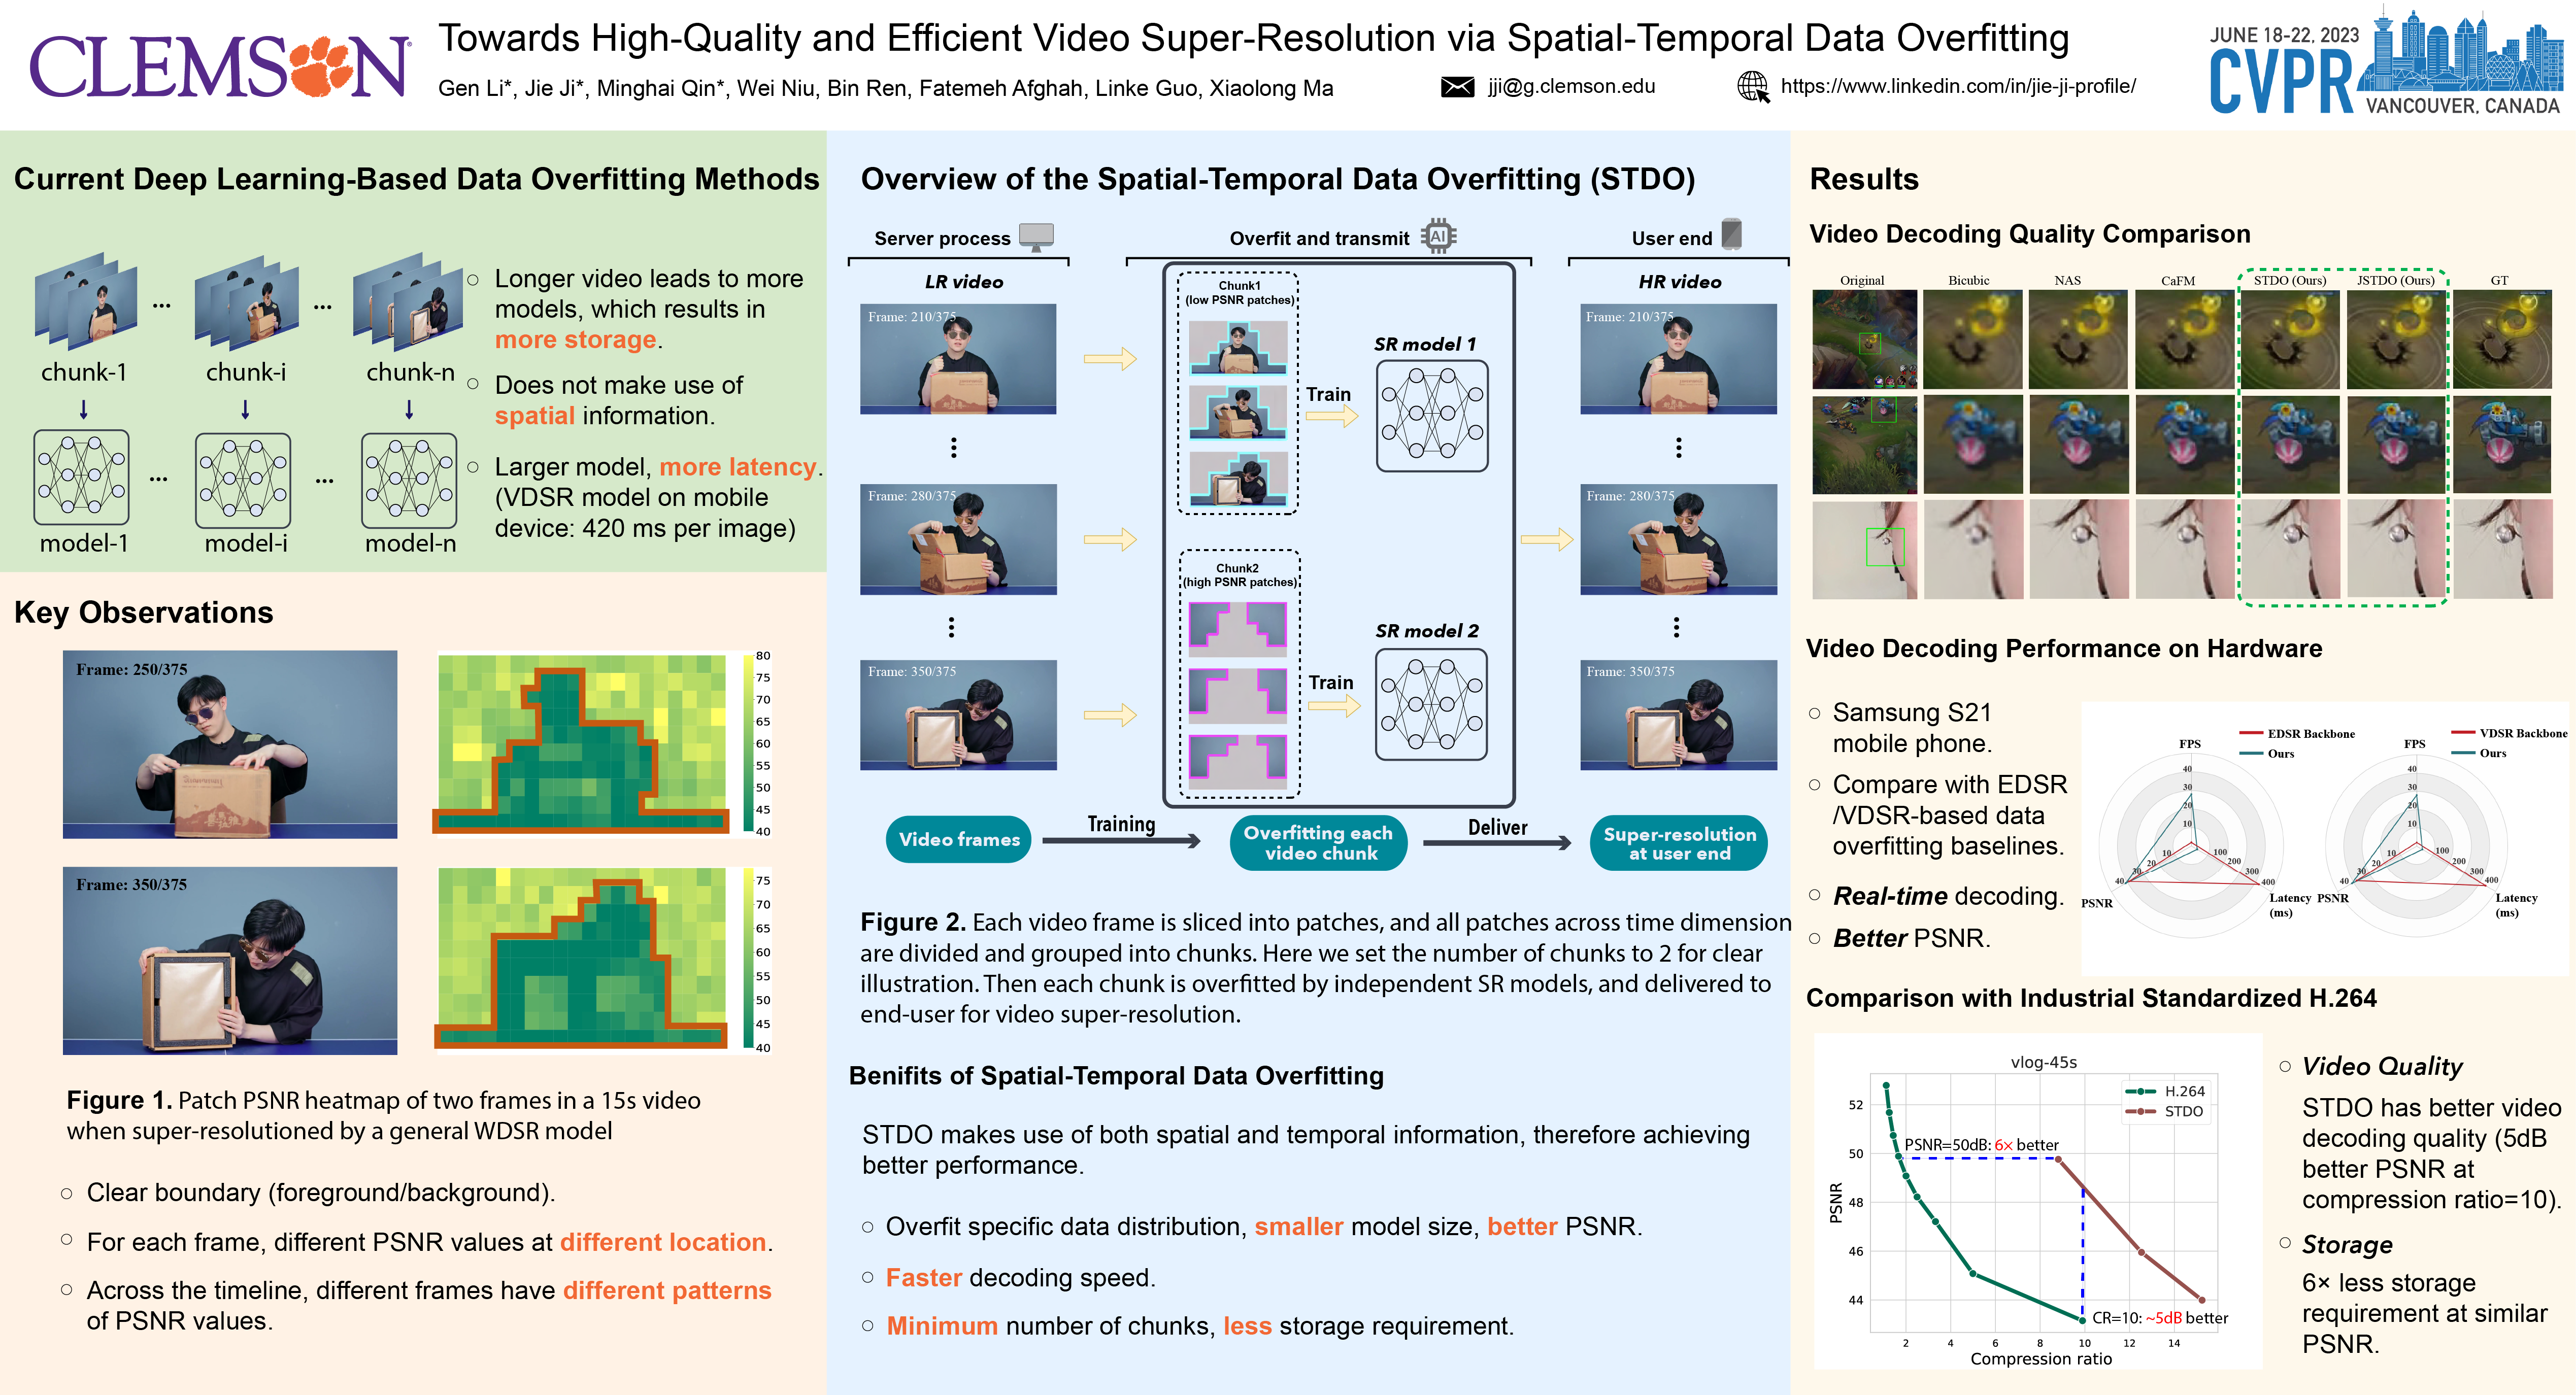 CLEMSON
Towards High-Quality and Efficient Video Super-Resolution via Spatial-Temporal Data Overfitting
Gen Li*, Jie Ji*, Minghai Qin*, Wei Niu, Bin Ren, Fatemeh Afghah, Linke Guo, Xiaolong Ma
jji@g.clemson.edu
https://www.linkedin.com/in/jie-ji-profile/
JUNE 18-22, 2023
CVPR
VANCOUVER, CANADA
Current Deep Learning-Based Data Overfitting Methods
... ...
chunk-1 chunk-i chunk-n
... ...
model-1 model-i model-n
○ Longer video leads to more
models, which results in
more storage.
○ Does not make use of
spatial information.
○ Larger model, more latency.
(VDSR model on mobile
device: 420 ms per image)
Key Observations
Frame: 250/375
80
75
70
65
60
55
50
45
40
Frame: 350/375
75
70
65
60
55
50
45
40
Figure 1. Patch PSNR heatmap of two frames in a 15s video
when super-resolutioned by a general WDSR model
○ Clear boundary (foreground/background).
○ For each frame, different PSNR values at different location.
○ Across the timeline, different frames have different patterns
of PSNR values.
Overview of the Spatial-Temporal Data Overfitting (STDO)
Server process
LR video
Frame: 210/375
Frame: 280/375
Frame: 350/375
Overfit and transmit
AI
Chunk1
(low PSNR patches)
Train
SR model 1
Chunk2
(high PSNR patches)
Train
SR model 2
User end
HR video
Frame: 210/375
Frame: 280/375
Frame: 350/375
Video frames
Training
Overfitting each
video chunk
Deliver
Super-resolution
at user end
Figure 2. Each video frame is sliced into patches, and all patches across time dimension
are divided and grouped into chunks. Here we set the number of chunks to 2 for clear
illustration. Then each chunk is overfitted by independent SR models, and delivered to
end-user for video super-resolution.
Benifits of Spatial-Temporal Data Overfitting
STDO makes use of both spatial and temporal information, therefore achieving
better performance.
○ Overfit specific data distribution, smaller model size, better PSNR.
○ Faster decoding speed.
○ Minimum number of chunks, less storage requirement.
Results
Video Decoding Quality Comparison
Original Bicubic NAS CaFM STDO (Ours) JSTDO (Ours) GT
Video Decoding Performance on Hardware
○ Samsung S21
mobile phone.
○ Compare with EDSR
/VDSR-based data
overfitting baselines.
○ Real-time decoding.
○ Better PSNR.
EDSR Backbone
Ours
FPS
40
30
20
10
10 20 30 40
PSNR
100 200 300 400
Latency
(ms)
VDSR Backbone
Ours
FPS
40
30
20
10
10 20 30 40
PSNR
100 200 300 400
Latency
(ms)
Comparison with Industrial Standardized H.264
vlog-45s
H.264
STDO
PSNR=50dB: 6× better
CR=10: ~5dB better
PSNR
52
50
48
46
44
2 4 6 8 10 12 14
Compression ratio
○ Video Quality
STDO has better video
decoding quality (5dB
better PSNR at
compression ratio=10).
○ Storage
6× less storage
requirement at similar
PSNR.